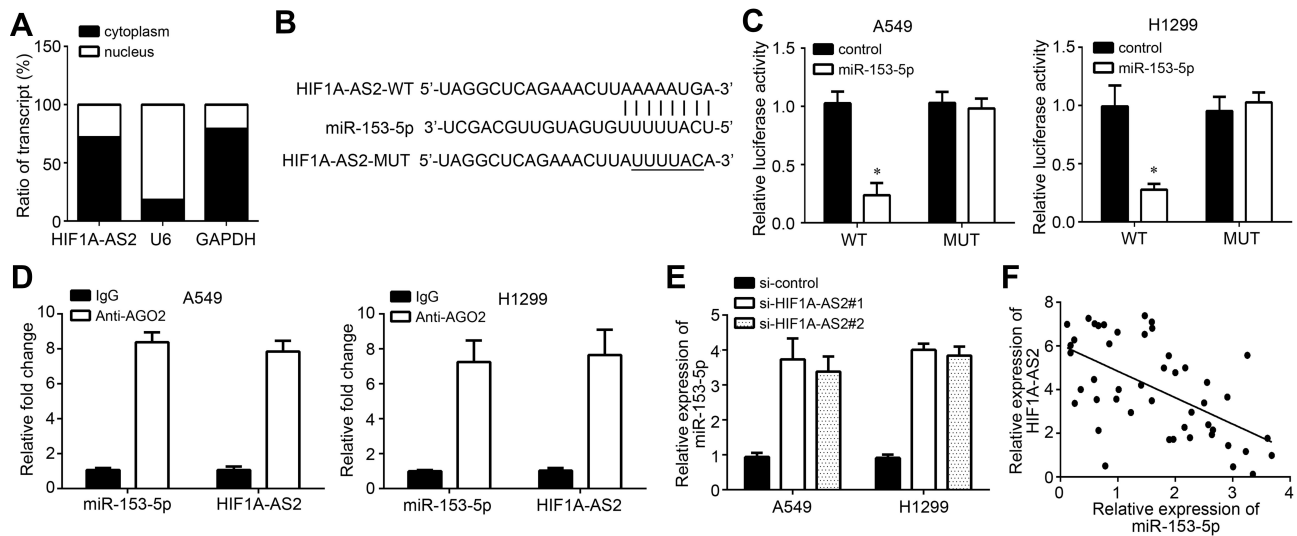 A
cytoplasm
nucleus
Ratio of transcript (%)
150
100
50
0
HIF1A-AS2 U6 GAPDH
B
HIF1A-AS2-WT 5’-UAGGCUCAGAAACUUAAAAAUGA-3’
miR-153-5p 3’-UCGACGUUGUAGUGUUUUUACU-5’
HIF1A-AS2-MUT 5’-UAGGCUCAGAAACUUAUUUUACA-3’
C
A549
control
miR-153-5p
Relative luciferase activity
1.5
1.0
0.5
0.0
*
WT MUT
H1299
control
miR-153-5p
Relative luciferase activity
1.5
1.0
0.5
0.0
*
WT MUT
D
IgG
Anti-AGO2
A549
Relative fold change
10
8
6
4
2
0
miR-153-5p HIF1A-AS2
IgG
Anti-AGO2
H1299
Relative fold change
10
8
6
4
2
0
miR-153-5p HIF1A-AS2
E
si-control
si-HIF1A-AS2#1
si-HIF1A-AS2#2
Relative expression of
miR-153-5p
5
4
3
2
1
0
A549 H1299
F
Relative expression of
HIF1A-AS2
8
6
4
2
0
0 1 2 3 4
Relative expression of
miR-153-5p